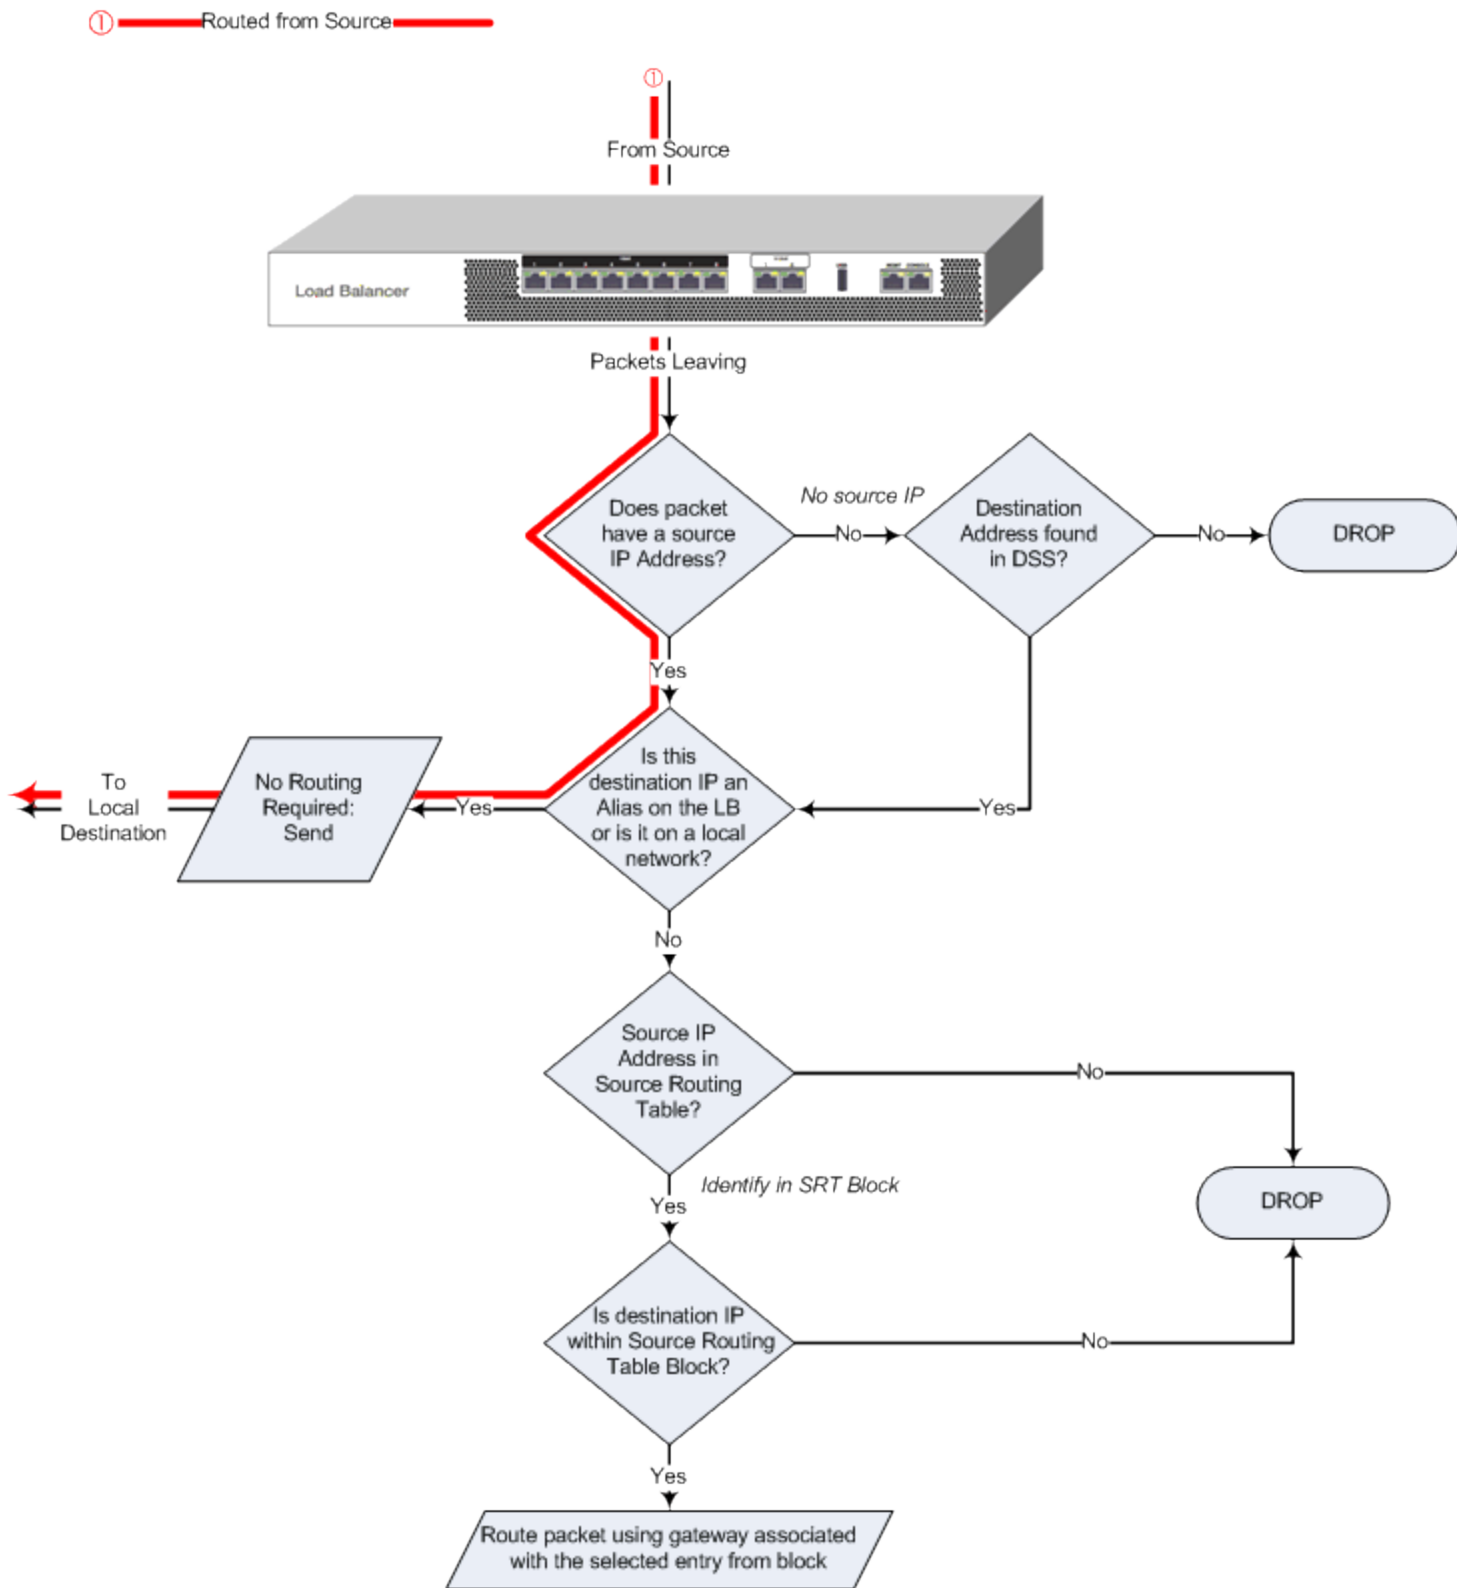 ① Routed from Source
①
From Source
Load Balancer
Packets Leaving
Does packet
have a source
IP Address?
No source IP
No
Destination
Address found
in DSS?
No
DROP
Yes
Is this
destination IP an
Alias on the LB
or is it on a local
network?
Yes
Yes
No Routing
Required:
Send
To
Local
Destination
No
Source IP
Address in
Source Routing
Table?
No
Identify in SRT Block
Yes
DROP
Is destination IP
within Source Routing
Table Block?
No
Yes
Route packet using gateway associated
with the selected entry from block